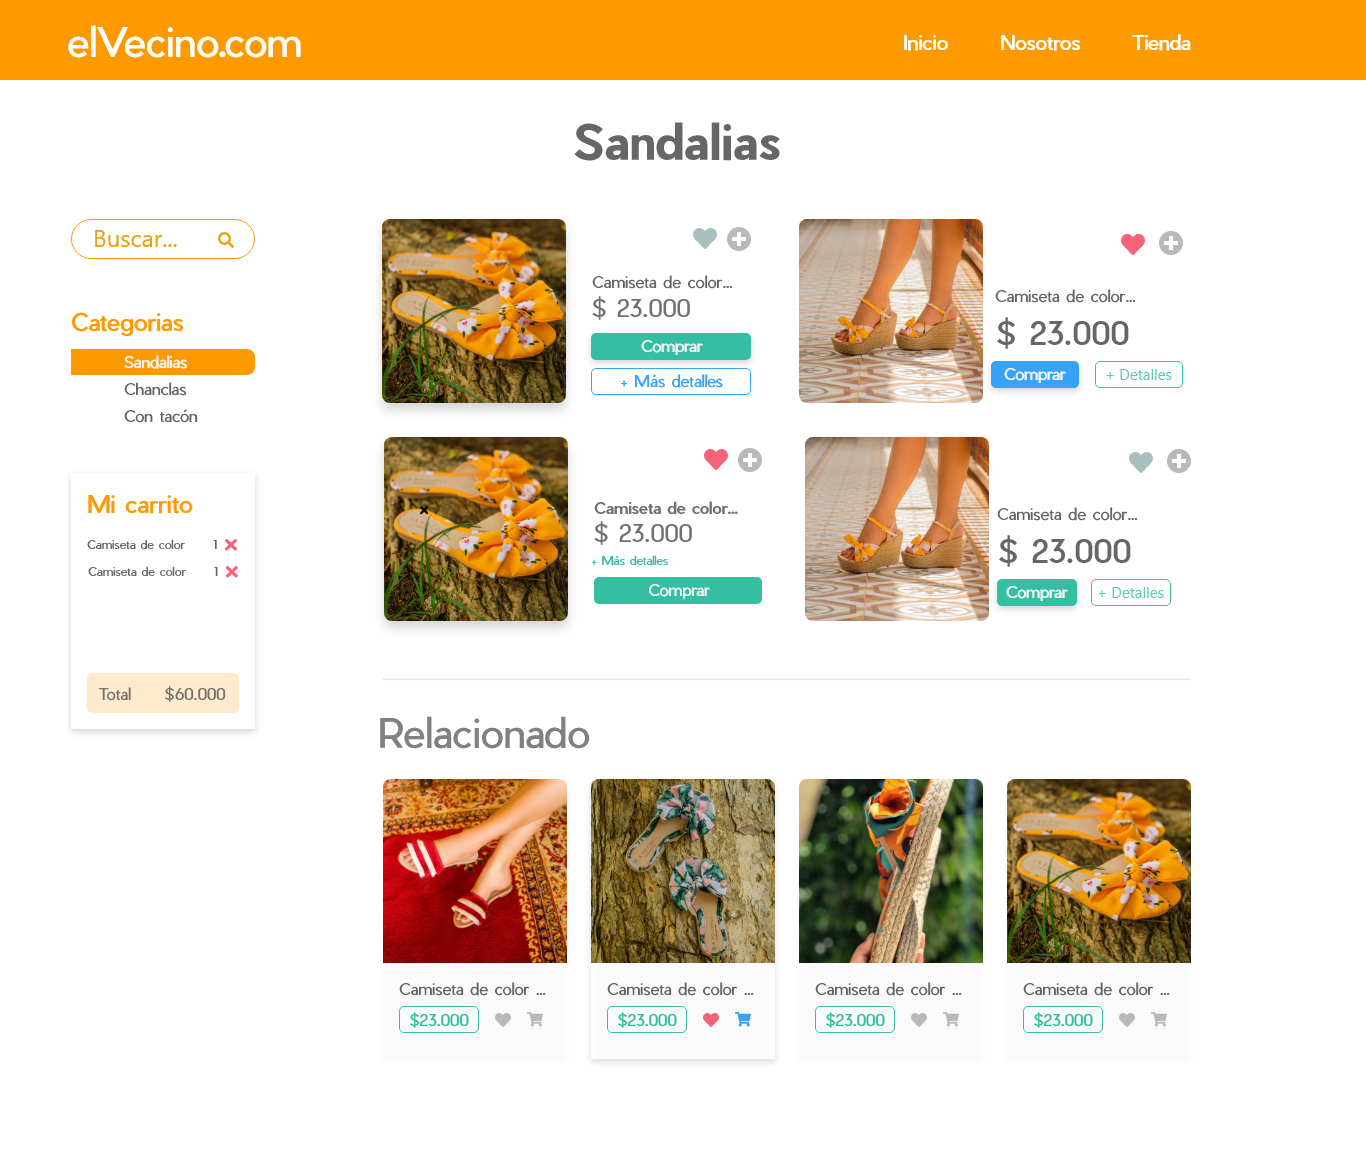 elVecino.com
Inicio
Nosotros
Tienda
Sandalias
Buscar...
Categorias
Sandalias
Chanclas
Con tacón
Mi carrito
Camiseta de color 1
Camiseta de color 1
Total $60.000
Camiseta de color...
$ 23.000
Comprar
+ Más detalles
Camiseta de color...
$ 23.000
Comprar
+ Detalles
Camiseta de color...
$ 23.000
+ Más detalles
Comprar
Camiseta de color...
$ 23.000
Comprar
+ Detalles
Relacionado
Camiseta de color ...
$23.000
Camiseta de color ...
$23.000
Camiseta de color ...
$23.000
Camiseta de color ...
$23.000